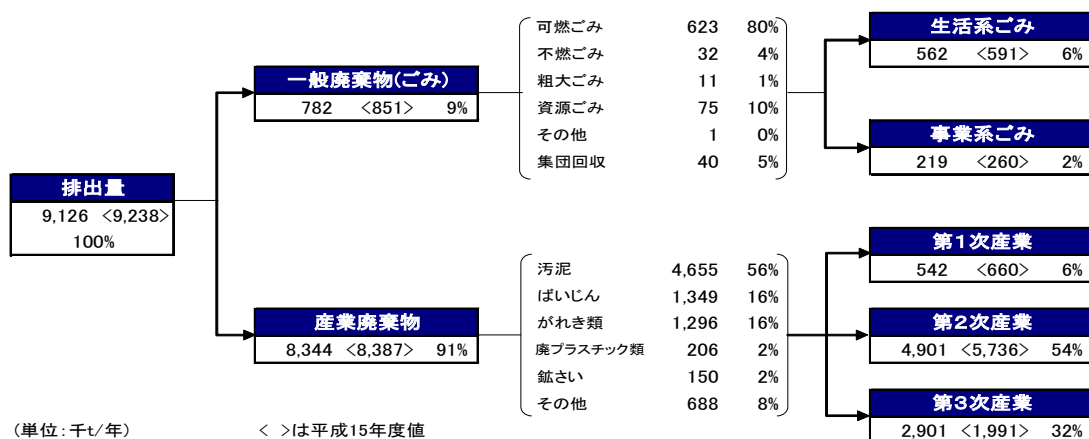 排出量
9,126 <9,238>
100%
一般廃棄物(ごみ)
782 <851> 9%
可燃ごみ 623 80%
不燃ごみ 32 4%
粗大ごみ 11 1%
資源ごみ 75 10%
その他 1 0%
集団回収 40 5%
生活系ごみ
562 <591> 6%
事業系ごみ
219 <260> 2%
産業廃棄物
8,344 <8,387> 91%
汚泥 4,655 56%
ばいじん 1,349 16%
がれき類 1,296 16%
廃プラスチック類 206 2%
鉱さい 150 2%
その他 688 8%
第1次産業
542 <660> 6%
第2次産業
4,901 <5,736> 54%
第3次産業
2,901 <1,991> 32%
(単位:千t/年) < >は平成15年度値